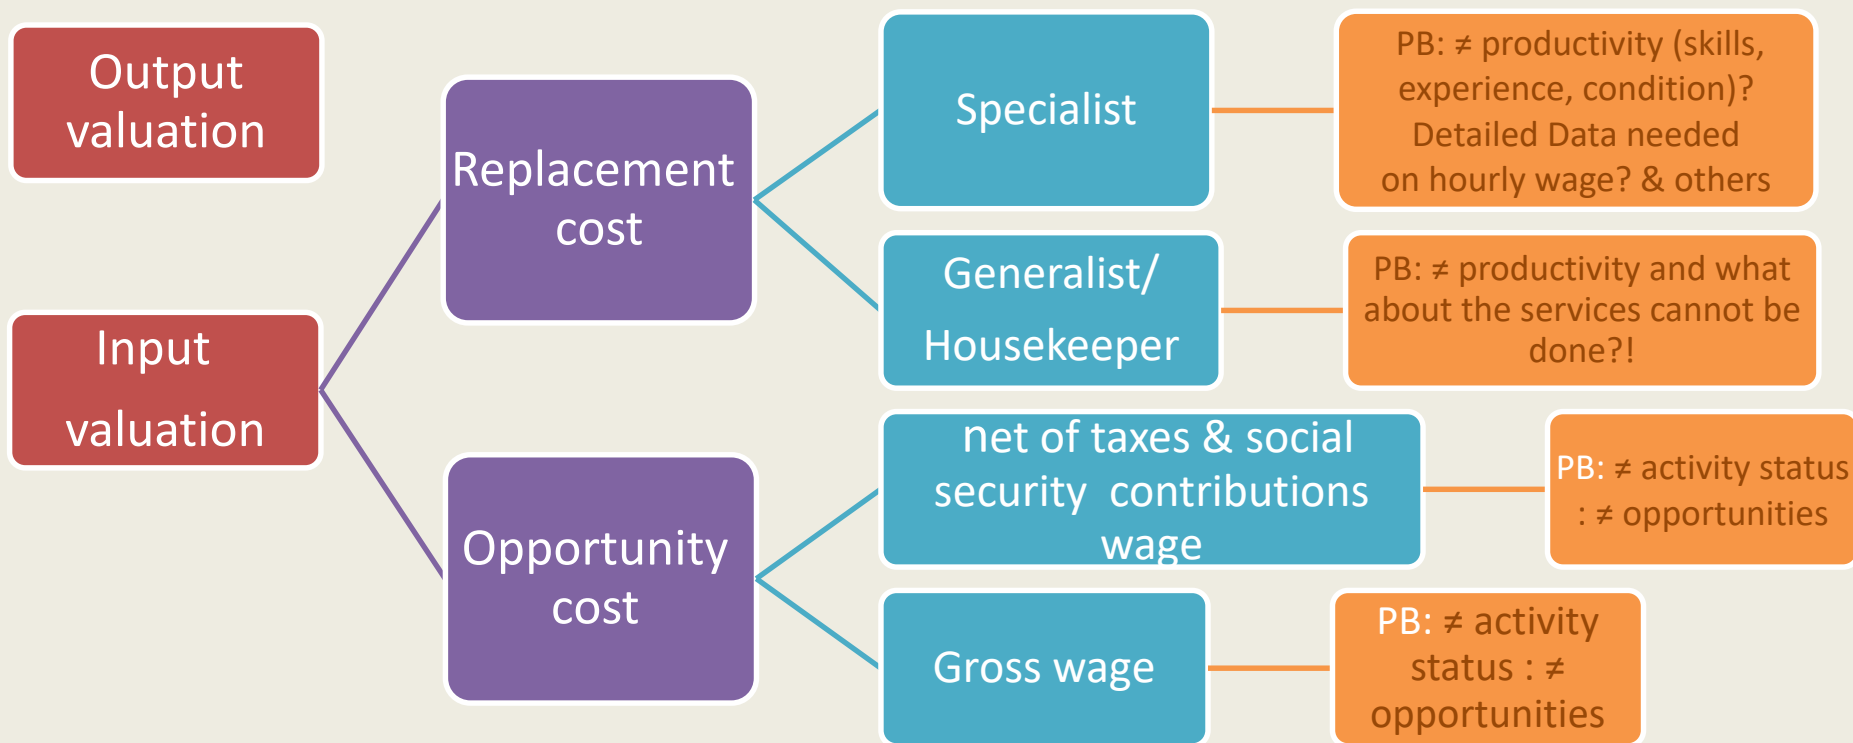 Output
valuation
Input
valuation
Replacement
cost
Opportunity
cost
Specialist
Generalist/
Housekeeper
net of taxes & social
security contributions
wage
Gross wage
PB: ≠ productivity (skills,
experience, condition)?
Detailed Data needed
on hourly wage? & others
PB: ≠ productivity and what
about the services cannot be
done?!
PB: ≠ activity status
: ≠ opportunities
PB: ≠ activity
status : ≠
opportunities